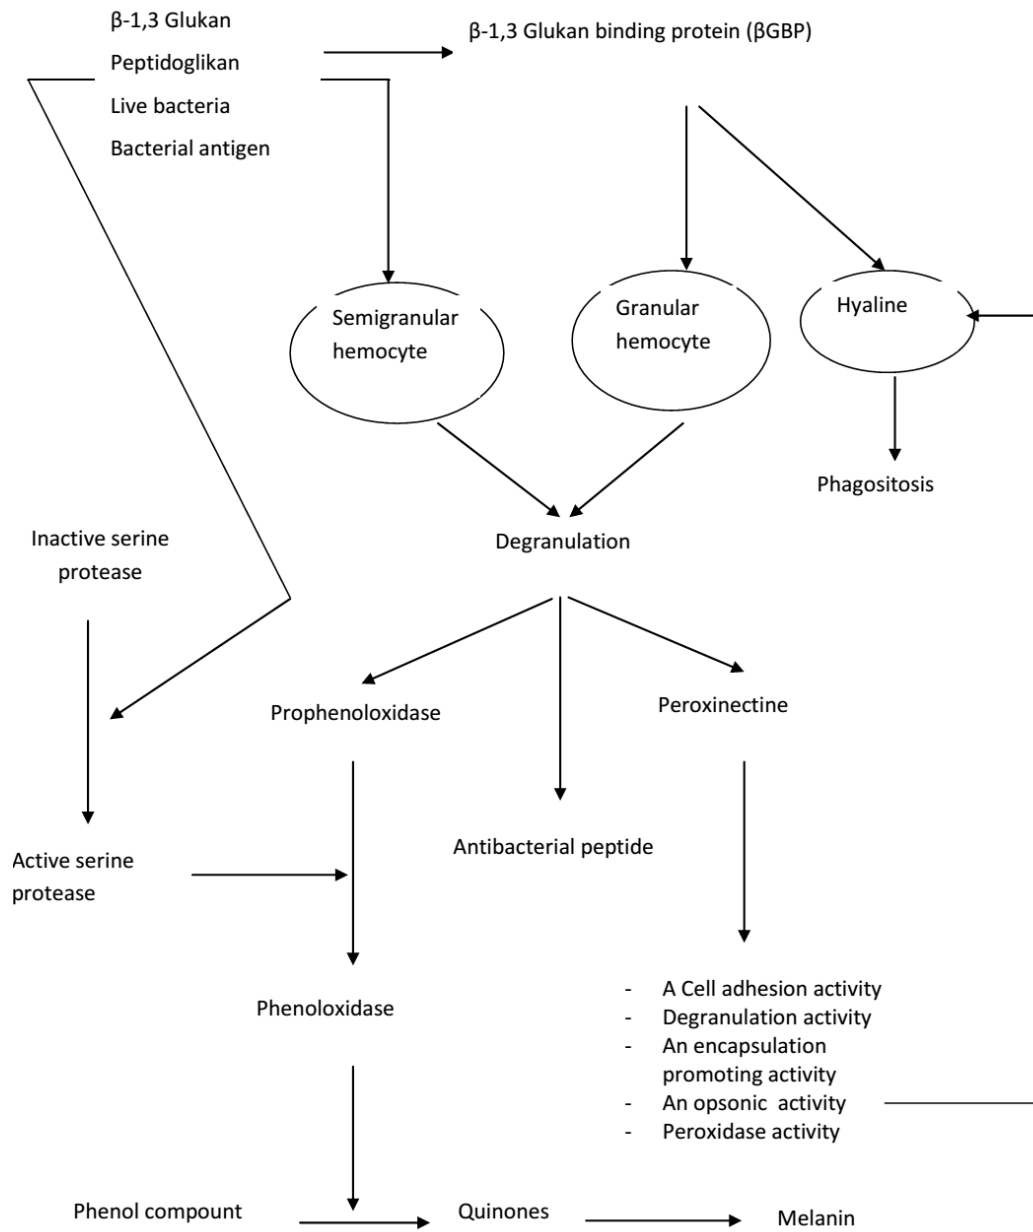 β-1,3 Glukan
Peptidoglikan
Live bacteria
Bacterial antigen
β-1,3 Glukan binding protein (βGBP)
Semigranular
hemocyte
Granular
hemocyte
Hyaline
Phagositosis
Degranulation
Inactive serine
protease
Prophenoloxidase
Peroxinectine
Antibacterial peptide
Active serine
protease
Phenoloxidase
- A Cell adhesion activity
- Degranulation activity
- An encapsulation
promoting activity
- An opsonic activity
- Peroxidase activity
Phenol compound
Quinones
Melanin